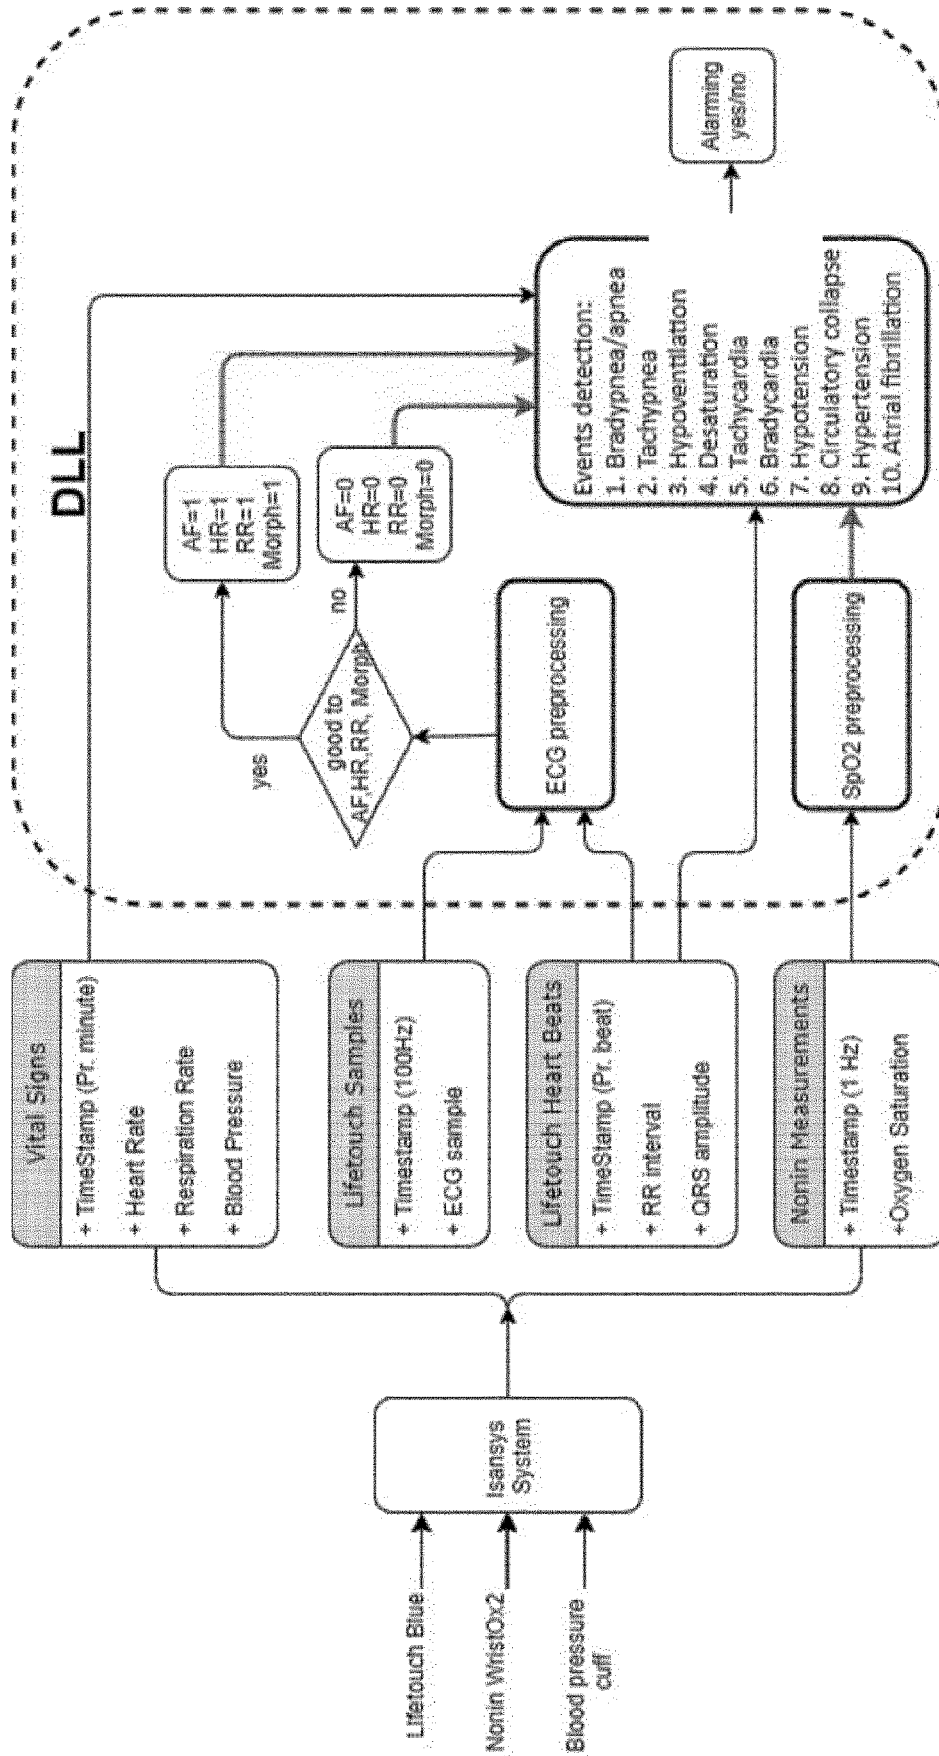 Lifetouch Blue
Nonin WristOx2
Blood pressure
cuff
Isansys
System
Vital Signs
+ TimeStamp (Pr. minute)
+ Heart Rate
+ Respiration Rate
+ Blood Pressure
Lifetouch Samples
+ Timestamp (100Hz)
+ ECG sample
Lifetouch Heart Beats
+ TimeStamp (Pr. beat)
+ RR interval
+ QRS amplitude
Nonin Measurements
+ Timestamp (1 Hz)
+Oxygen Saturation
DLL
yes
good to
AF,HR,RR, Morph
no
AF=1
HR=1
RR=1
Morph=1
AF=0
HR=0
RR=0
Morph=0
ECG preprocessing
SpO2 preprocessing
Events detection:
1. Bradypnea/apnea
2. Tachypnea
3. Hypoventilation
4. Desaturation
5. Tachycardia
6. Bradycardia
7. Hypotension
8. Circulatory collapse
9. Hypertension
10. Atrial fibrillation
Alarming
yes/no